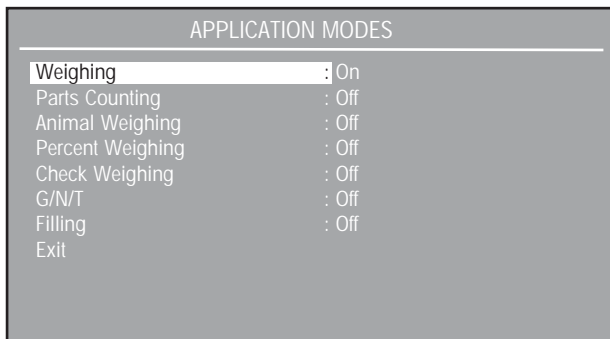 APPLICATION MODES
Weighing : On
Parts Counting : Off
Animal Weighing : Off
Percent Weighing : Off
Check Weighing : Off
G/N/T : Off
Filling : Off
Exit